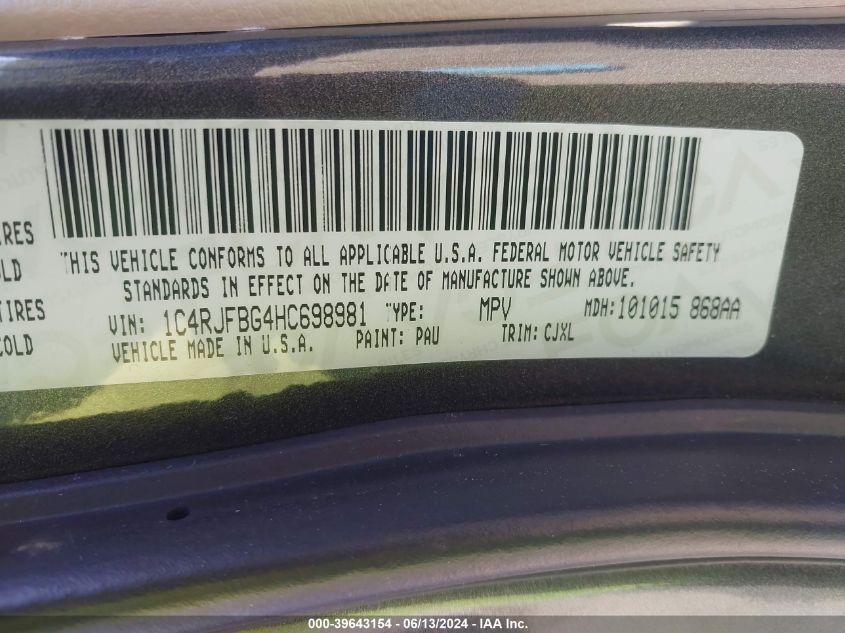 IRES
OLD
TIRES
COLD
THIS VEHICLE CONFORMS TO ALL APPLICABLE U.S.A. FEDERAL MOTOR VEHICLE SAFETY
STANDARDS IN EFFECT ON THE DATE OF MANUFACTURE SHOWN ABOVE.
VIN: 1C4RJFBG4HC698981 TYPE: MPV MDH:101015 868AA
VEHICLE MADE IN U.S.A. PAINT: PAU TRIM: CJXL
000-39643154 - 06/13/2024 - IAA Inc.